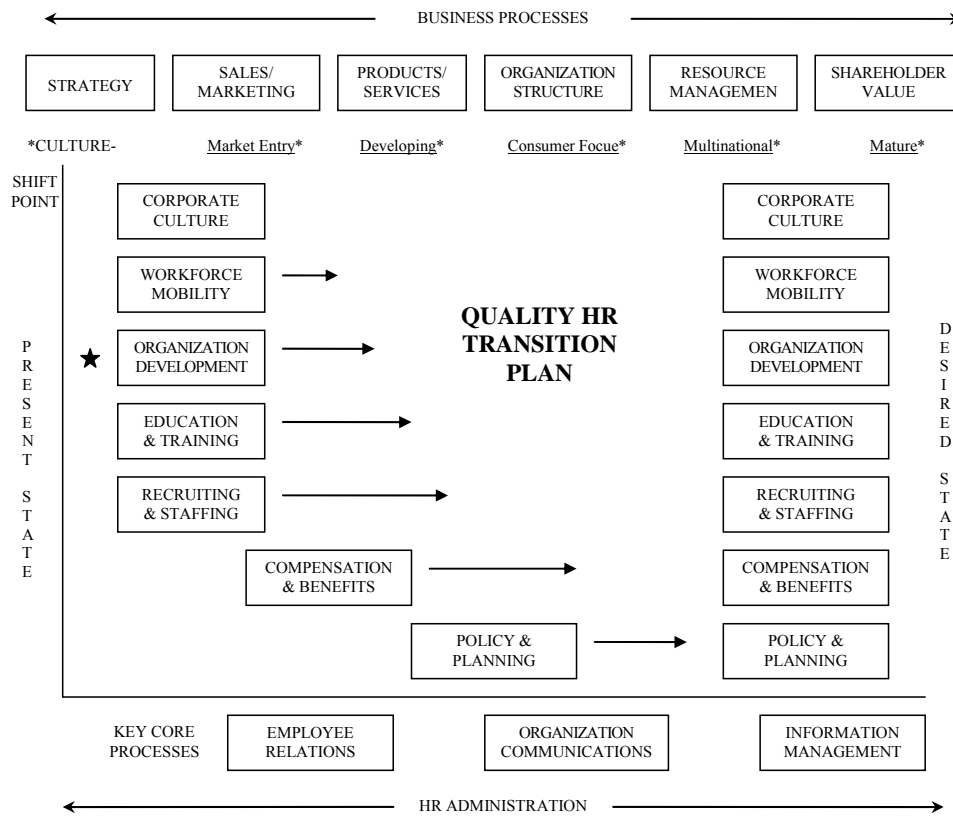 BUSINESS PROCESSES
STRATEGY
SALES/
MARKETING
PRODUCTS/
SERVICES
ORGANIZATION
STRUCTURE
RESOURCE
MANAGEMEN
SHAREHOLDER
VALUE
*CULTURE-
Market Entry*
Developing*
Consumer Focus*
Multinational*
Mature*
SHIFT
POINT
CORPORATE
CULTURE
CORPORATE
CULTURE
WORKFORCE
MOBILITY
WORKFORCE
MOBILITY
QUALITY HR
TRANSITION
PLAN
PRESENT STATE
ORGANIZATION
DEVELOPMENT
ORGANIZATION
DEVELOPMENT
DESIRED STATE
EDUCATION
& TRAINING
EDUCATION
& TRAINING
RECRUITING
& STAFFING
RECRUITING
& STAFFING
COMPENSATION
& BENEFITS
COMPENSATION
& BENEFITS
POLICY &
PLANNING
POLICY &
PLANNING
KEY CORE
PROCESSES
EMPLOYEE
RELATIONS
ORGANIZATION
COMMUNICATIONS
INFORMATION
MANAGEMENT
HR ADMINISTRATION